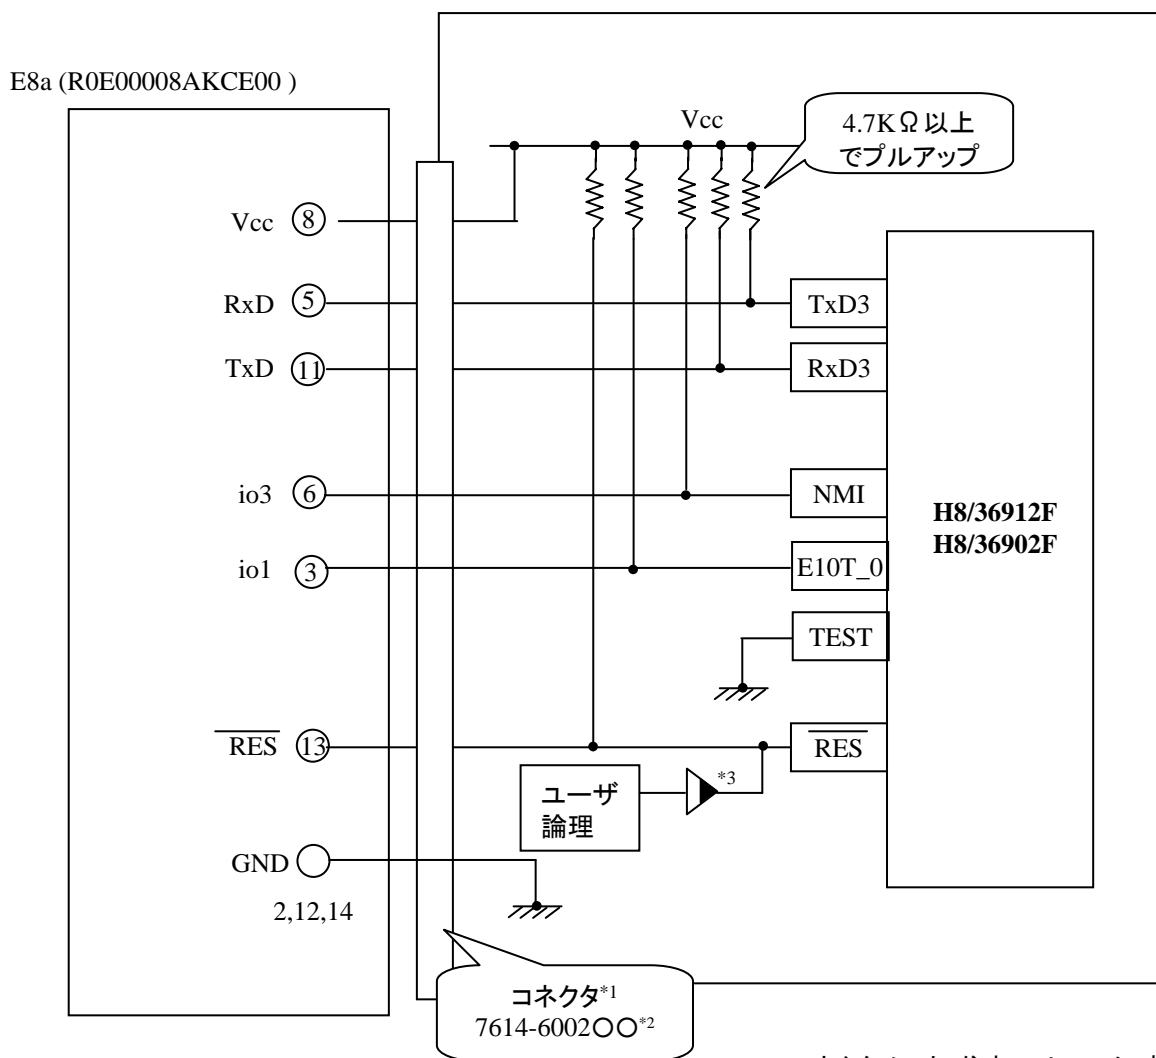 E8a (R0E00008AKCE00 )
Vcc
4.7KΩ以上
でプルアップ
Vcc 8
RxD 5
TxD3
TxD 11
RxD3
io3 6
NMI
H8/36912F
H8/36902F
io1 3
E10T_0
TEST
RES 13
RES
*3
ユーザ
論理
GND
2,12,14
コネクタ*1
7614-6002〇〇*2